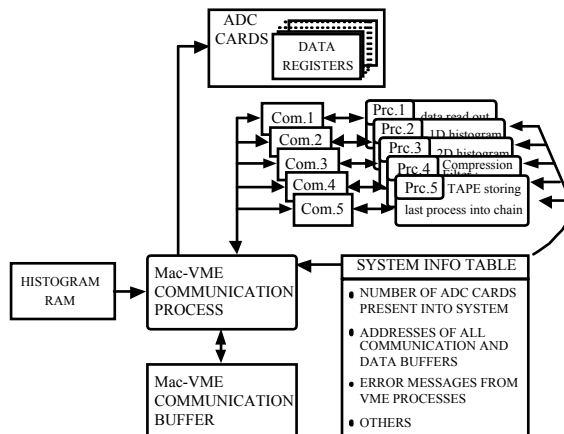 ADC
CARDS
DATA
REGISTERS
Com.1
Com.2
Com.3
Com.4
Com.5
Prc.1
data read out
Prc.2
1D histogram
Prc.3
2D histogram
Prc.4
Compression
Prc.5
TAPE storing
last process into chain
HISTOGRAM
RAM
Mac-VME
COMMUNICATION
PROCESS
Mac-VME
COMMUNICATION
BUFFER
SYSTEM INFO TABLE
• NUMBER OF ADC CARDS
PRESENT INTO SYSTEM
• ADDRESSES OF ALL
COMMUNICATION AND
DATA BUFFERS
• ERROR MESSAGES FROM
VME PROCESSES
• OTHERS